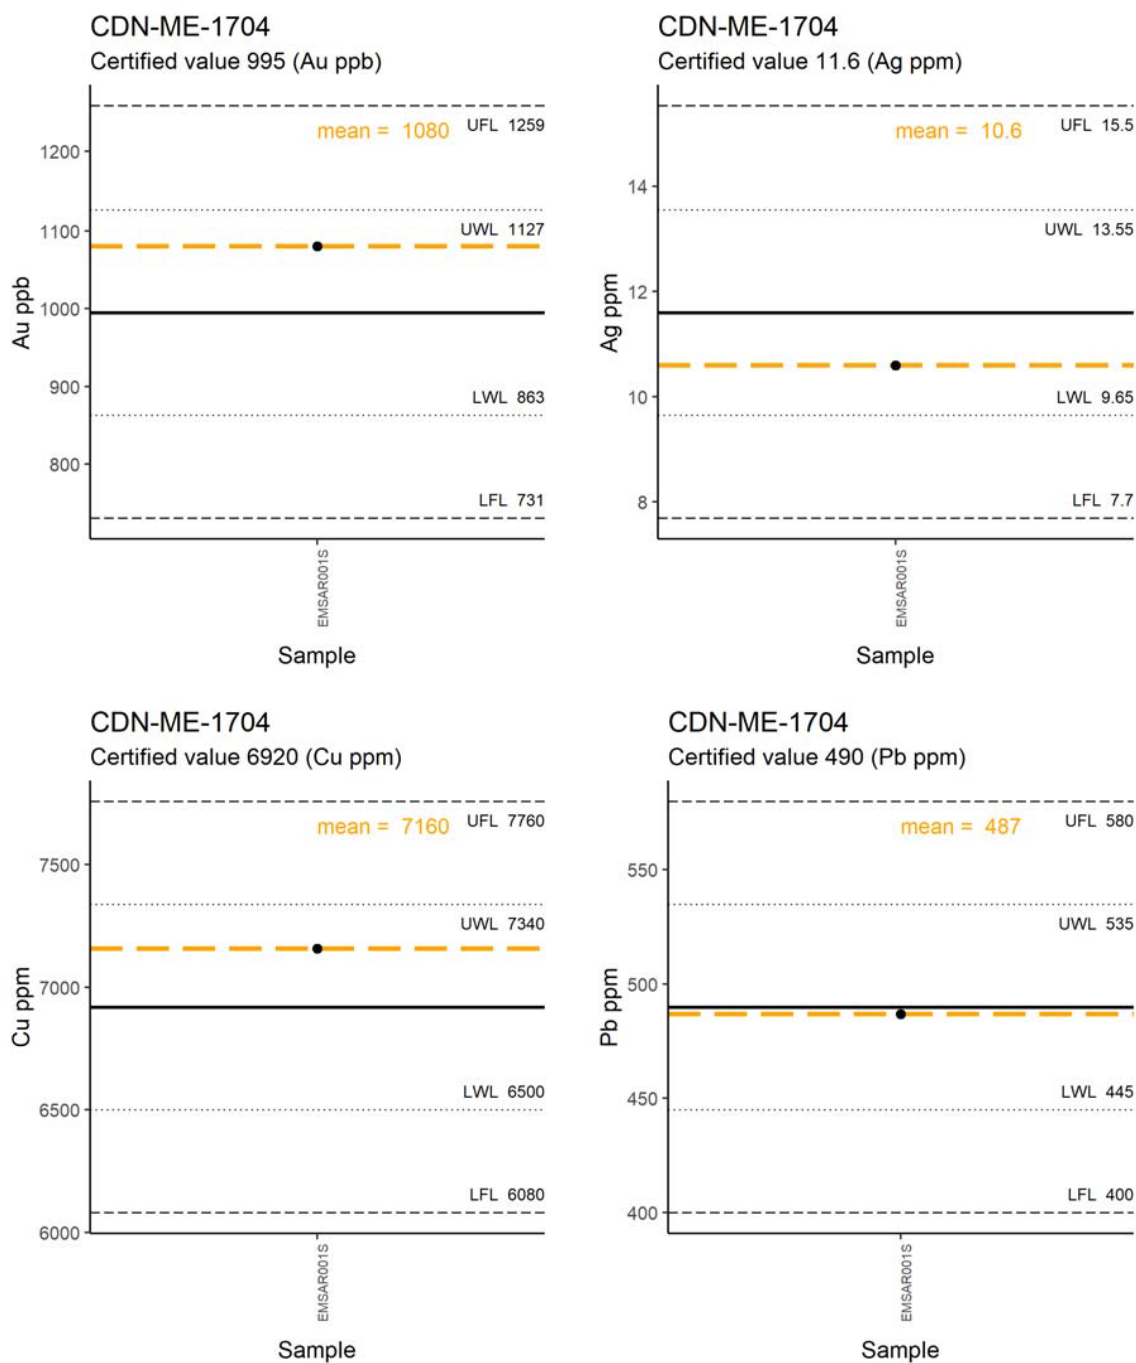 CDN-ME-1704
Certified value 995 (Au ppb)
mean = 1080
UFL 1259
1200
UWL 1127
1100
Au ppb
1000
900
LWL 863
800
LFL 731
EMSAR001S
Sample
CDN-ME-1704
Certified value 11.6 (Ag ppm)
mean = 10.6
UFL 15.5
14
UWL 13.55
12
Ag ppm
10
LWL 9.65
8
LFL 7.7
EMSAR001S
Sample
CDN-ME-1704
Certified value 6920 (Cu ppm)
mean = 7160
UFL 7760
7500
UWL 7340
7000
Cu ppm
6500
LWL 6500
LFL 6080
6000
EMSAR001S
Sample
CDN-ME-1704
Certified value 490 (Pb ppm)
mean = 487
UFL 580
550
UWL 535
500
Pb ppm
450
LWL 445
LFL 400
400
EMSAR001S
Sample